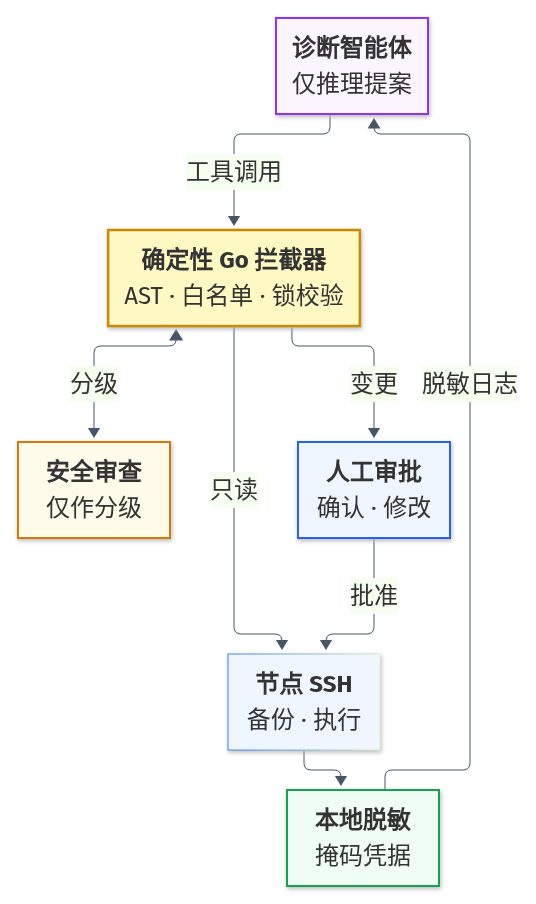 诊断智能体
仅推理提案
工具调用
确定性 Go 拦截器
AST · 白名单 · 锁校验
分级
变更
脱敏日志
安全审查
仅作分级
只读
人工审批
确认 · 修改
批准
节点 SSH
备份 · 执行
本地脱敏
掩码凭据